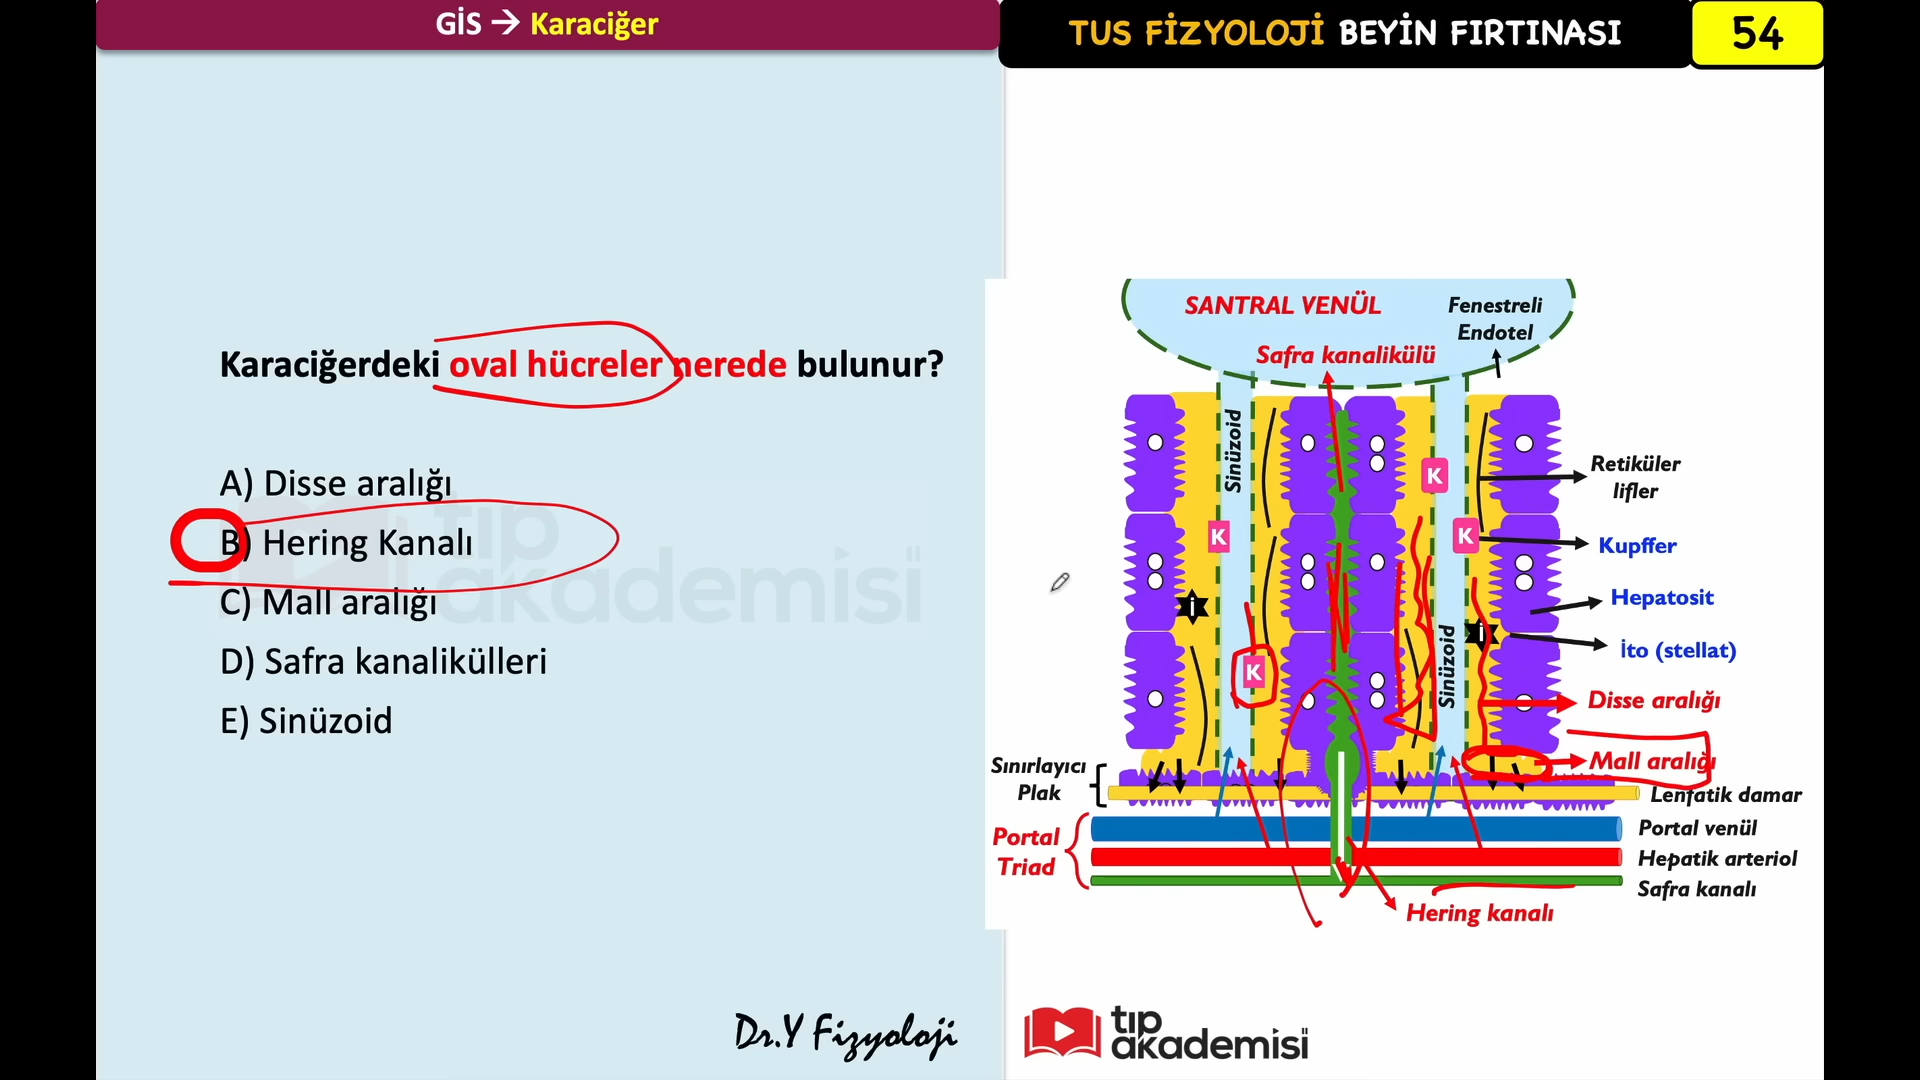 GİS → Karaciğer
TUS FİZYOLOJİ BEYİN FIRTINASI
54
Karaciğerdeki oval hücreler nerede bulunur?
A) Disse aralığı
B) Hering Kanalı
C) Mall aralığı
D) Safra kanalikülleri
E) Sinüzoid
tıp
akademisi
Dr.Y Fizyoloji
SANTRAL VENÜL
Fenestreli
Endotel
Safra kanalikülü
Sinüzoid
K
K
K
K
i
i
Sinüzoid
Retiküler
lifler
Kupffer
Hepatosit
İto (stellat)
Disse aralığı
Mall aralığı
Sınırlayıcı
Plak
Lenfatik damar
Portal
Triad
Portal venül
Hepatik arteriol
Safra kanalı
Hering kanalı
tıp
akademisi